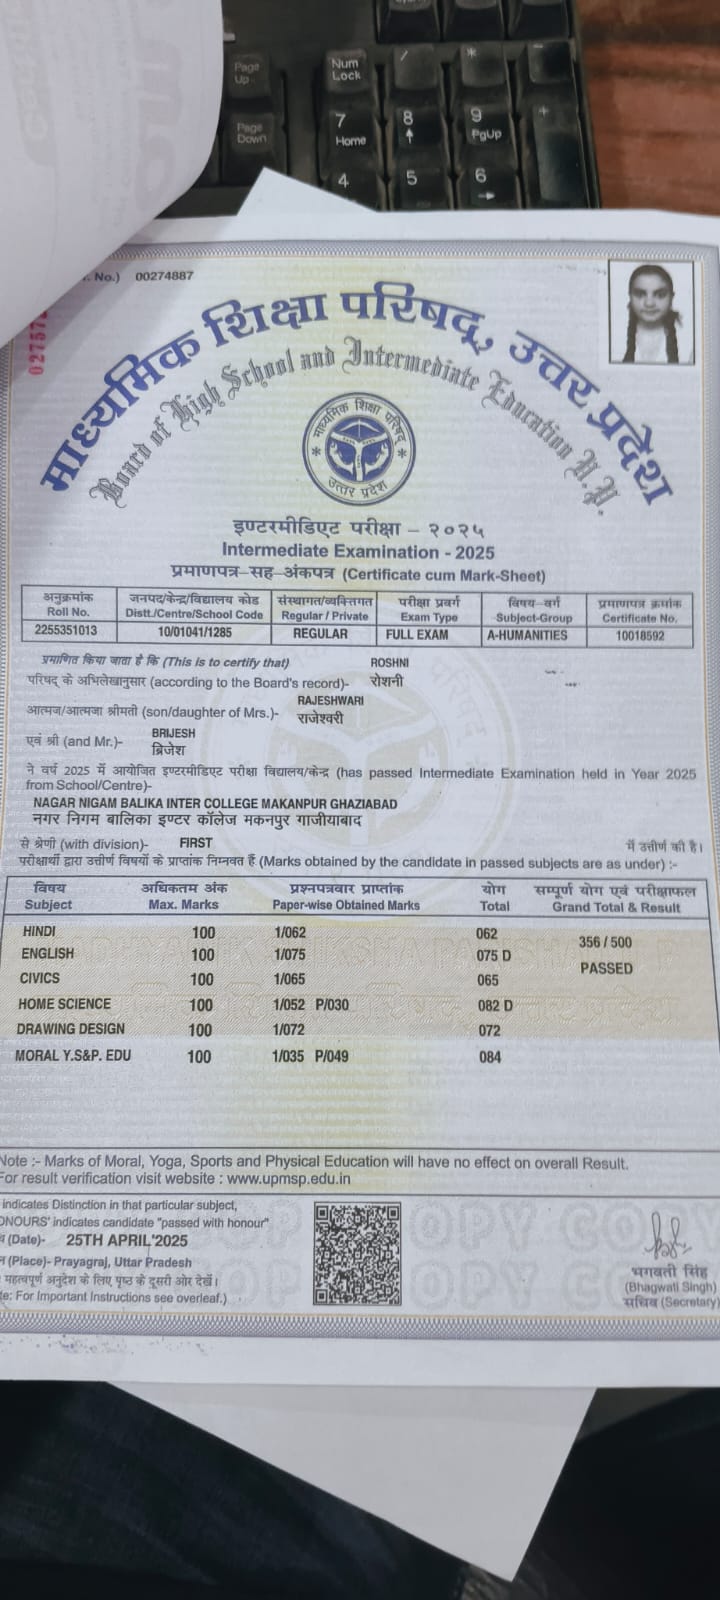 Page Up
Num Lock
/
*
-
Page Down
7 Home
8
9 PgUp
+
4
5
6
No.) 00274887
माध्यमिक शिक्षा परिषद्, उत्तर प्रदेश
Board of High School and Intermediate Education U.P.
माध्यमिक शिक्षा परिषद्
उत्तर प्रदेश
इण्टरमीडिएट परीक्षा – २०२५
Intermediate Examination - 2025
प्रमाणपत्र–सह–अंकपत्र (Certificate cum Mark-Sheet)
अनुक्रमांक जनपद/केन्द्र/विद्यालय कोड संस्थागत/व्यक्तिगत परीक्षा प्रवर्ग विषय–वर्ग प्रमाणपत्र क्रमांक
Roll No. Distt./Centre/School Code Regular / Private Exam Type Subject-Group Certificate No.
2255351013 10/01041/1285 REGULAR FULL EXAM A-HUMANITIES 10018592
प्रमाणित किया जाता है कि (This is to certify that) ROSHNI
परिषद् के अभिलेखानुसार (according to the Board's record)- रोशनी
RAJESHWARI
आत्मज/आत्मजा श्रीमती (son/daughter of Mrs.)- राजेश्वरी
BRIJESH
एवं श्री (and Mr.)- ब्रिजेश
ने वर्ष 2025 में आयोजित इण्टरमीडिएट परीक्षा विद्यालय/केन्द्र (has passed Intermediate Examination held in Year 2025
from School/Centre)-
NAGAR NIGAM BALIKA INTER COLLEGE MAKANPUR GHAZIABAD
नगर निगम बालिका इण्टर कॉलेज मकनपुर गाजीयाबाद
से श्रेणी (with division)- FIRST में उत्तीर्ण की है।
परीक्षार्थी द्वारा उत्तीर्ण विषयों के प्राप्तांक निम्नवत हैं (Marks obtained by the candidate in passed subjects are as under) :-
विषय अधिकतम अंक प्रश्नपत्रवार प्राप्तांक योग सम्पूर्ण योग एवं परीक्षाफल
Subject Max. Marks Paper-wise Obtained Marks Total Grand Total & Result
HINDI 100 1/062 062 356 / 500
ENGLISH 100 1/075 075 D PASSED
CIVICS 100 1/065 065
HOME SCIENCE 100 1/052 P/030 082 D
DRAWING DESIGN 100 1/072 072
MORAL Y.S&P. EDU 100 1/035 P/049 084
Note :- Marks of Moral, Yoga, Sports and Physical Education will have no effect on overall Result.
For result verification visit website : www.upmsp.edu.in
indicates Distinction in that particular subject,
ONOURS' indicates candidate "passed with honour"
(Date)- 25TH APRIL'2025
(Place)- Prayagraj, Uttar Pradesh
महत्वपूर्ण अनुदेश के लिए पृष्ठ के दूसरी ओर देखें।
te: For Important Instructions see overleaf.)
भगवती सिंह
(Bhagwati Singh)
सचिव (Secretary)